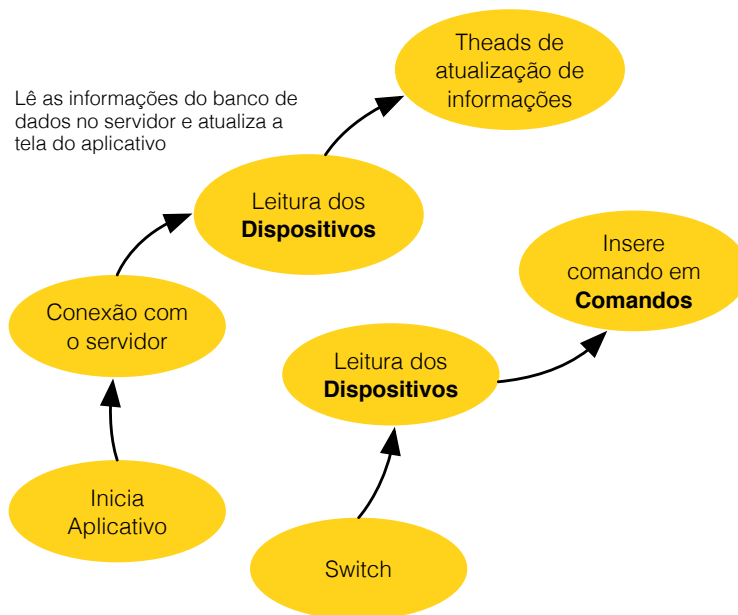 Theads de
atualização de
informações
Lê as informações do banco de
dados no servidor e atualiza a
tela do aplicativo
Leitura dos
Dispositivos
Insere
comando em
Comandos
Conexão com
o servidor
Leitura dos
Dispositivos
Inicia
Aplicativo
Switch